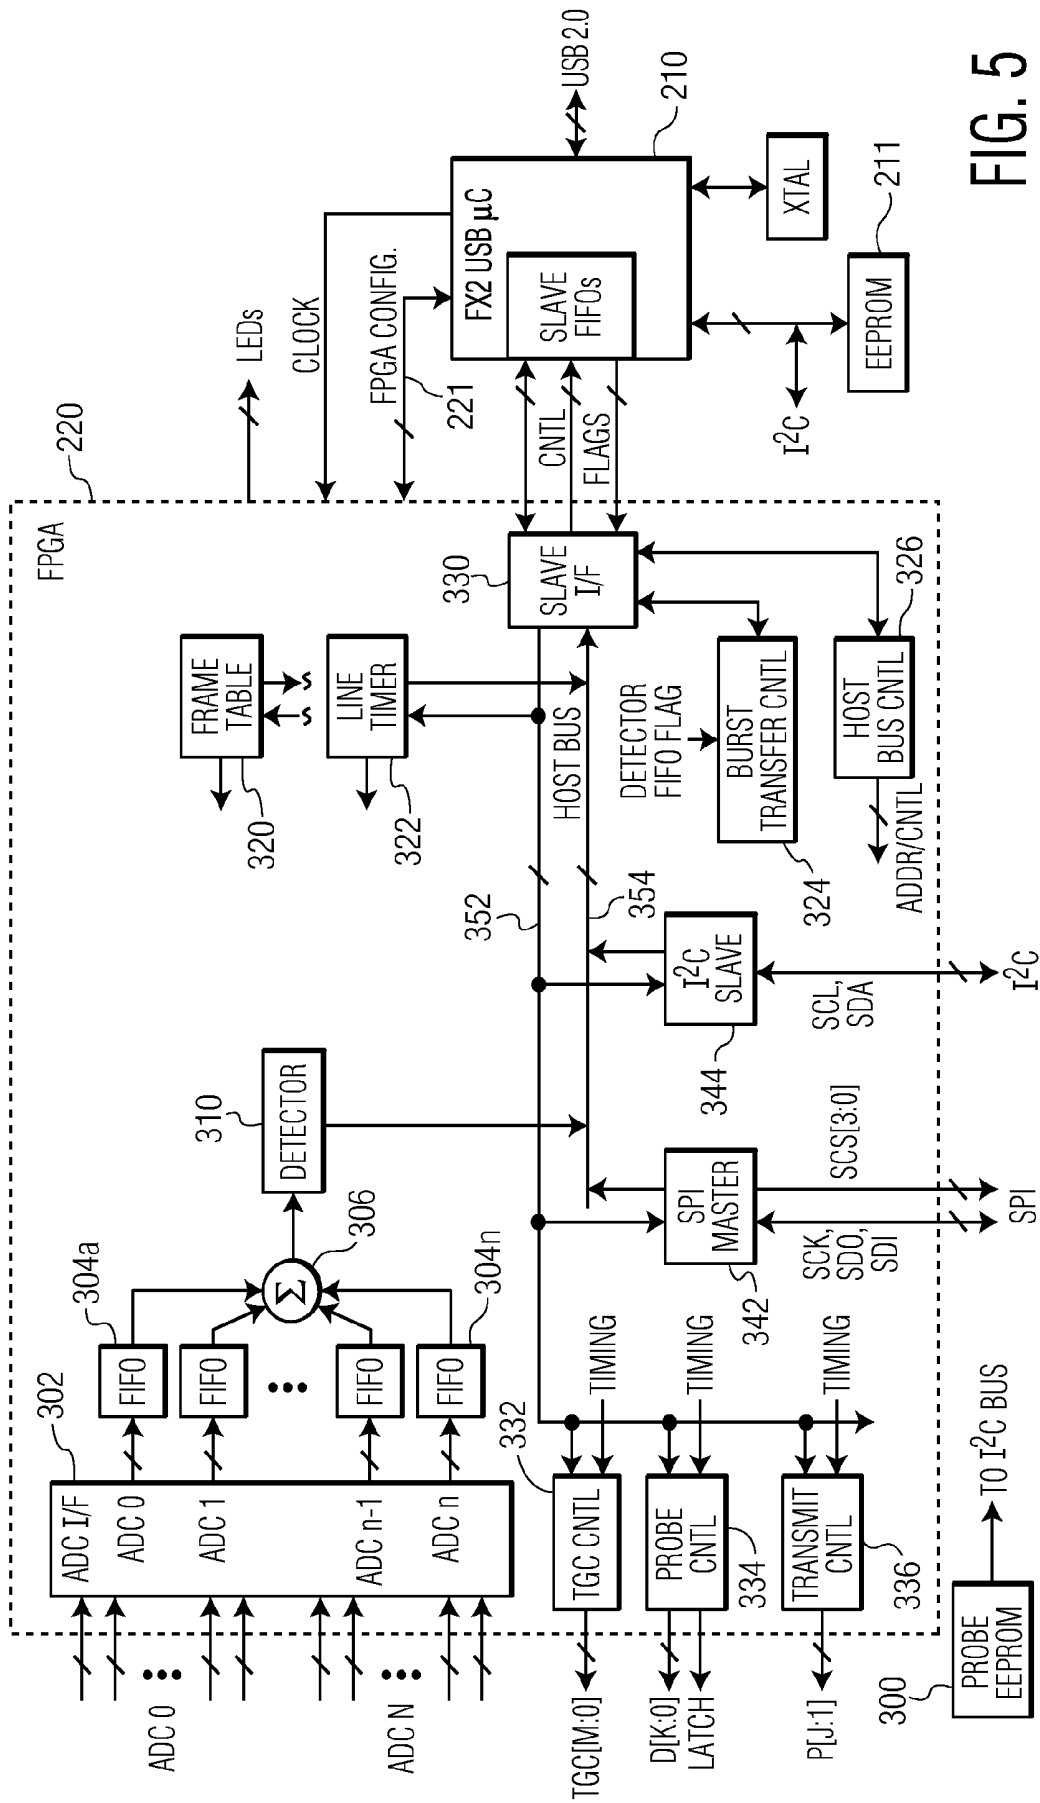 FIG. 5
USB2.0
210
FX2 USB µC
SLAVE
FIFOs
XTAL
211
EEPROM
I²C
LEDs
CLOCK
FPGA CONFIG.
221
CNTL
FLAGS
220
FPGA
330
SLAVE
I/F
FRAME
TABLE
320
LINE
TIMER
322
HOST BUS
DETECTOR
FIFO FLAG
BURST
TRANSFER CNTL
324
326
HOST
BUS CNTL
ADDR/CNTL
352
354
I²C
SLAVE
344
SCL,
SDA
I²C
310
DETECTOR
306
Σ
304a
304n
FIFO
FIFO
FIFO
FIFO
302
ADC I/F
ADC 0
ADC 1
ADC n-1
ADC n
ADC 0
ADC N
SPI
MASTER
342
SCS[3:0]
SCK,
SDO,
SDI
SPI
332
TIMING
TIMING
TIMING
TGC CNTL
PROBE
CNTL
334
TRANSMIT
CNTL
336
TGC[M:0]
D[K:0]
LATCH
P[J:1]
300
PROBE
EEPROM
TO I²C BUS